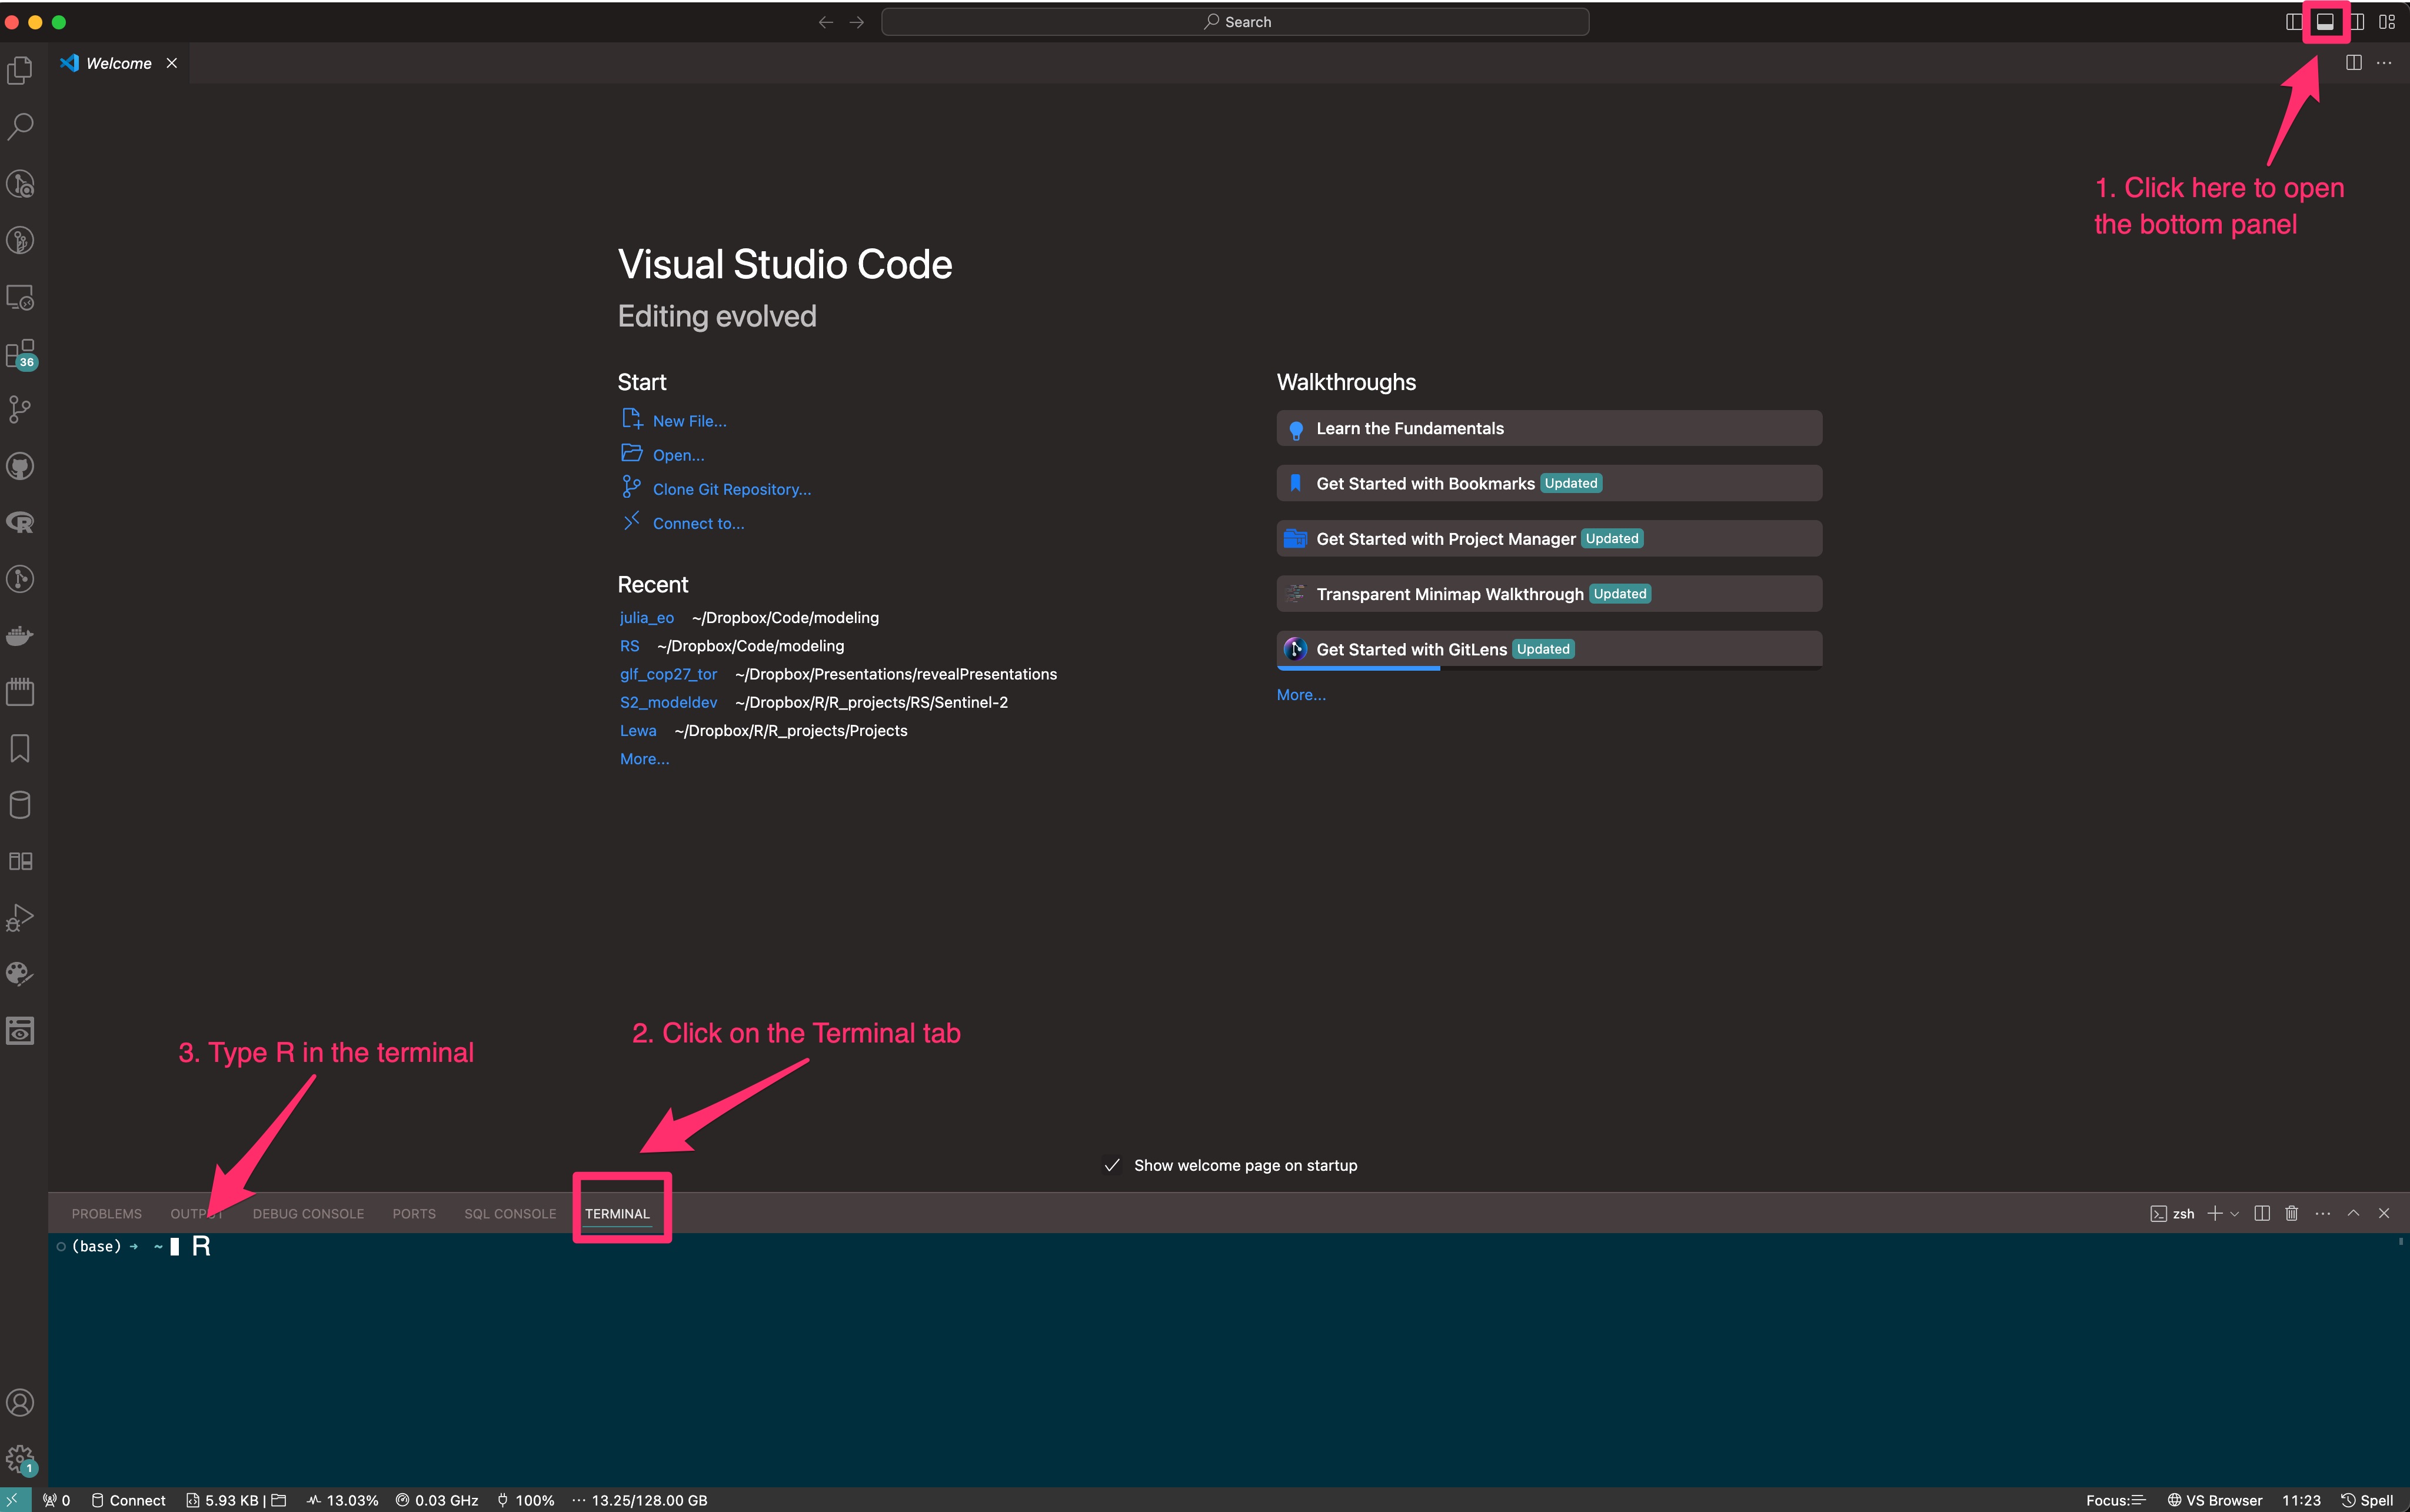 Search
Welcome
1. Click here to open
the bottom panel
Visual Studio Code
Editing evolved
Start
New File...
Open...
Clone Git Repository...
Connect to...
Recent
julia_eo ~/Dropbox/Code/modeling
RS ~/Dropbox/Code/modeling
glf_cop27_tor ~/Dropbox/Presentations/revealPresentations
S2_modeldev ~/Dropbox/R/R_projects/RS/Sentinel-2
Lewa ~/Dropbox/R/R_projects/Projects
More...
Walkthroughs
Learn the Fundamentals
Get Started with Bookmarks Updated
Get Started with Project Manager Updated
Transparent Minimap Walkthrough Updated
Get Started with GitLens Updated
More...
36
2. Click on the Terminal tab
3. Type R in the terminal
Show welcome page on startup
PROBLEMS OUTPUT DEBUG CONSOLE PORTS SQL CONSOLE TERMINAL zsh
(base) → ~ R
1
0 Connect 5.93 KB | 13.03% 0.03 GHz 100% ··· 13.25/128.00 GB Focus: VS Browser 11:23 Spell